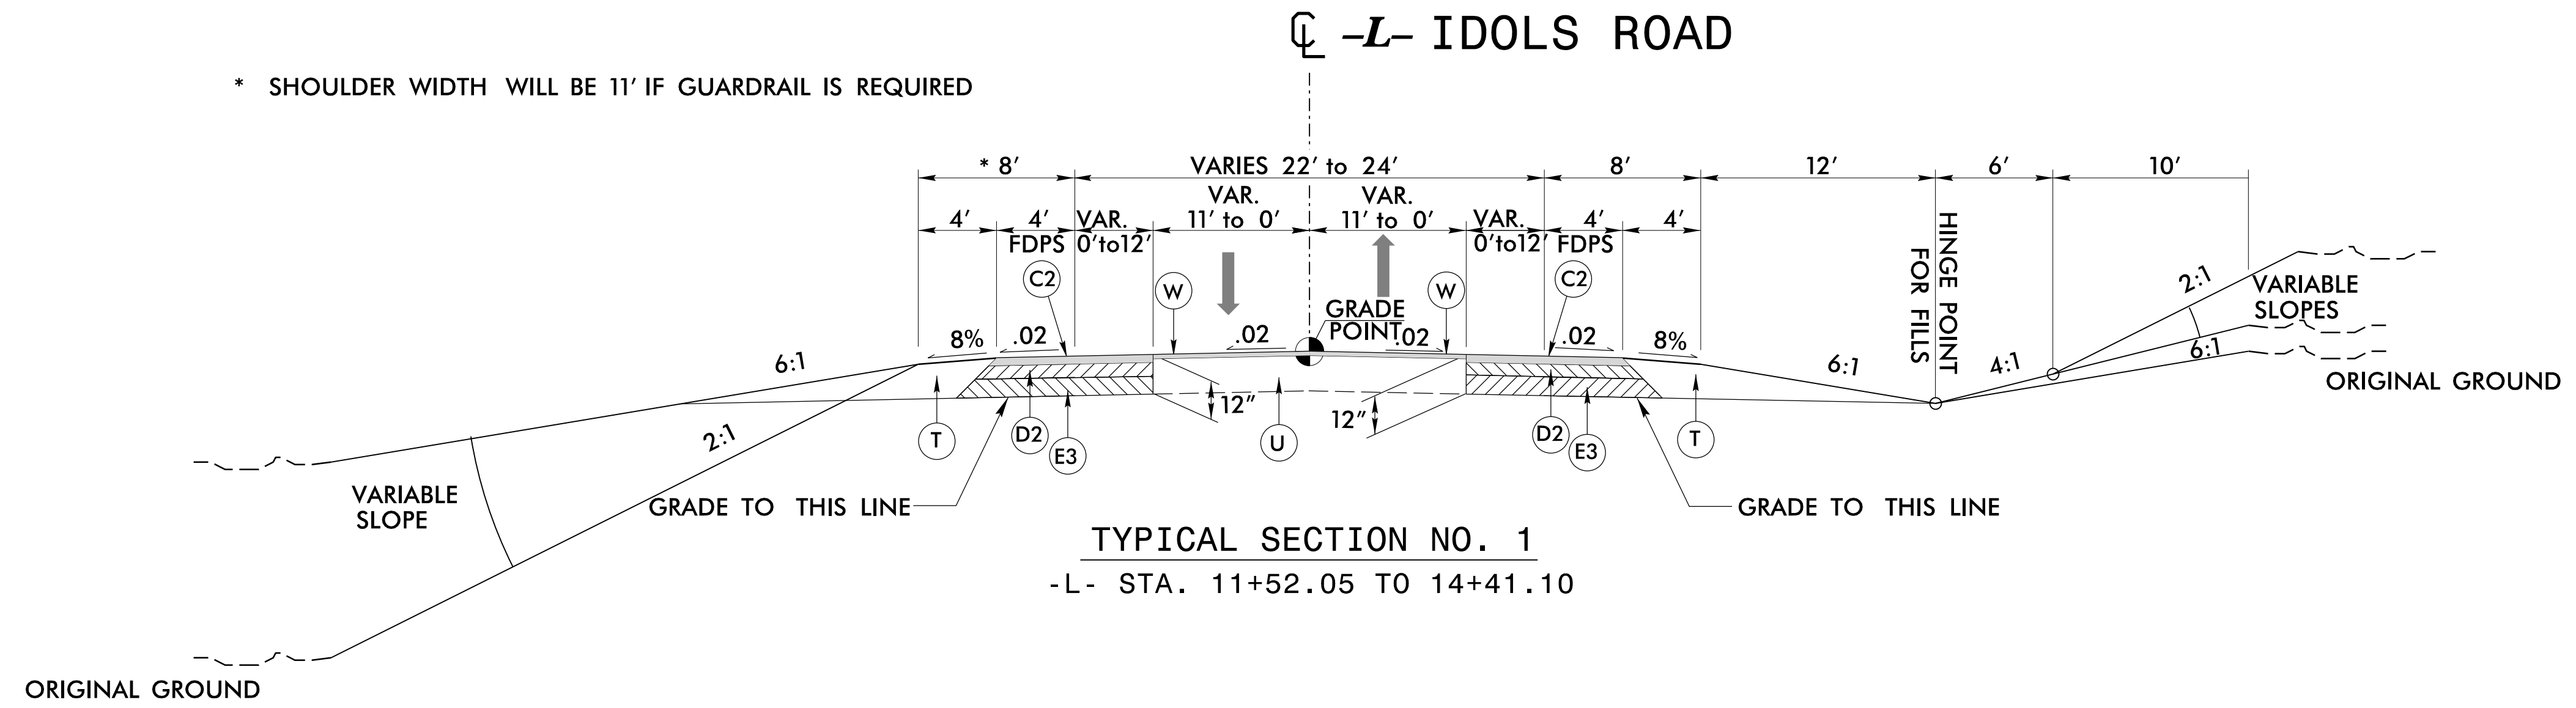 CL -L- IDOLS ROAD
* SHOULDER WIDTH WILL BE 11' IF GUARDRAIL IS REQUIRED
* 8'
VARIES 22' to 24'
8'
12'
6'
10'
4'
4'
FDPS
VAR.
0'to12'
VAR.
11' to 0'
VAR.
11' to 0'
VAR.
0'to12'
4'
FDPS
4'
HINGE POINT
FOR FILLS
C2
W
W
C2
GRADE
POINT
6:1
8%
.02
.02
.02
.02
8%
6:1
4:1
2:1
6:1
VARIABLE
SLOPES
ORIGINAL GROUND
2:1
12"
12"
T
D2
E3
U
D2
E3
T
VARIABLE
SLOPE
GRADE TO THIS LINE
GRADE TO THIS LINE
ORIGINAL GROUND
TYPICAL SECTION NO. 1
-L- STA. 11+52.05 TO 14+41.10